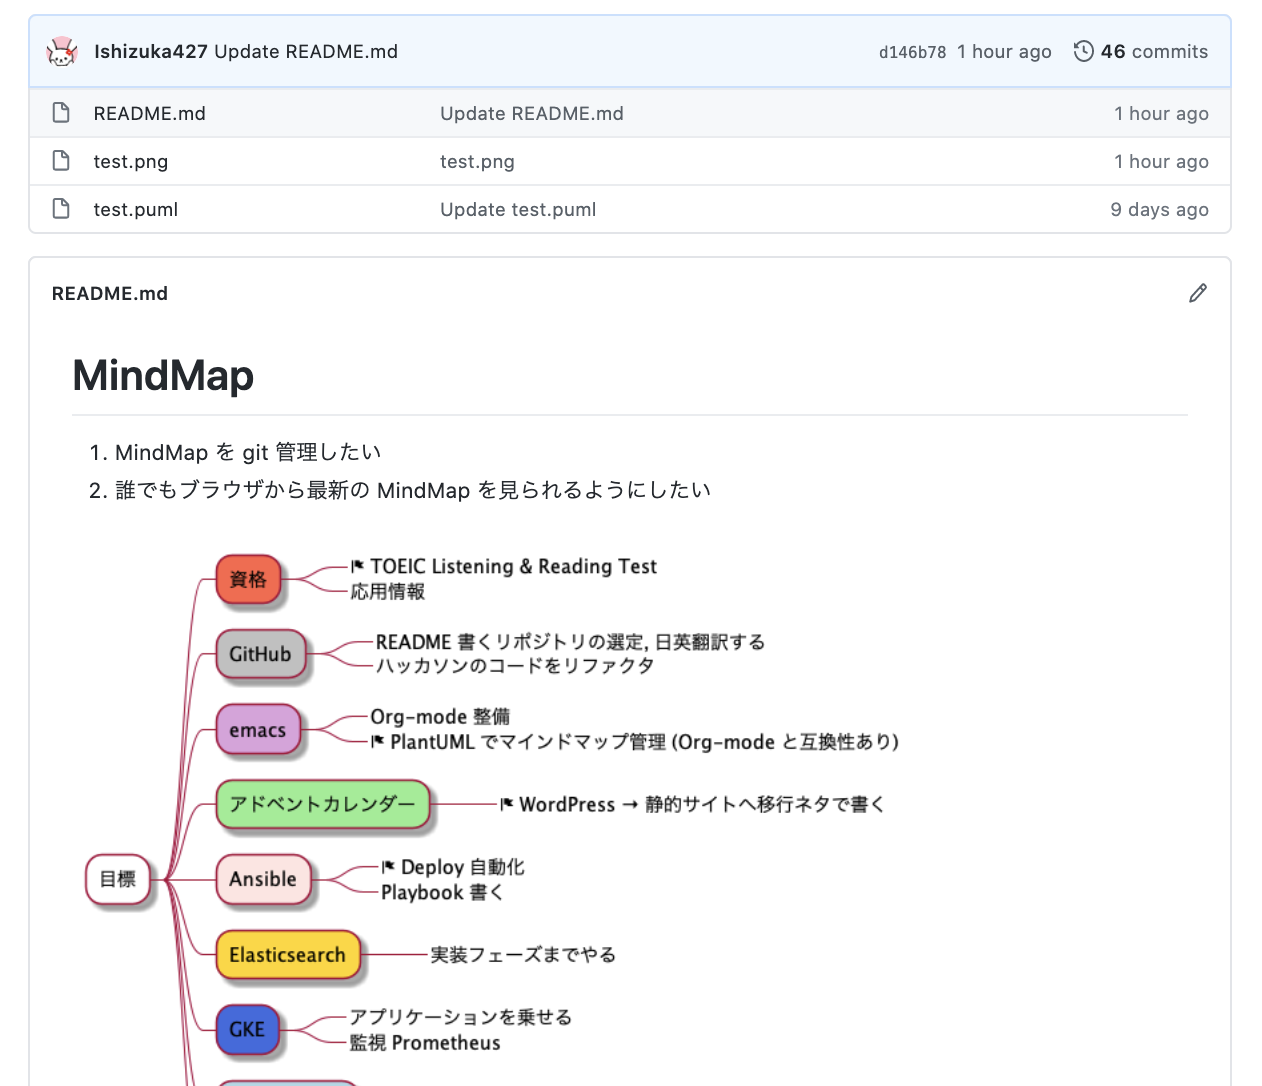 Ishizuka427 Update README.md d146b78 1 hour ago 46 commits
README.md Update README.md 1 hour ago
test.png test.png 1 hour ago
test.puml Update test.puml 9 days ago
README.md
MindMap
1. MindMap を git 管理したい
2. 誰でもブラウザから最新の MindMap を見られるようにしたい
目標
資格
TOEIC Listening & Reading Test
応用情報
GitHub
README 書くリポジトリの選定, 日英翻訳する
ハッカソンのコードをリファクタ
emacs
Org-mode 整備
PlantUML でマインドマップ管理 (Org-mode と互換性あり)
アドベントカレンダー
WordPress → 静的サイトへ移行ネタで書く
Ansible
Deploy 自動化
Playbook 書く
Elasticsearch
実装フェーズまでやる
GKE
アプリケーションを乗せる
監視 Prometheus